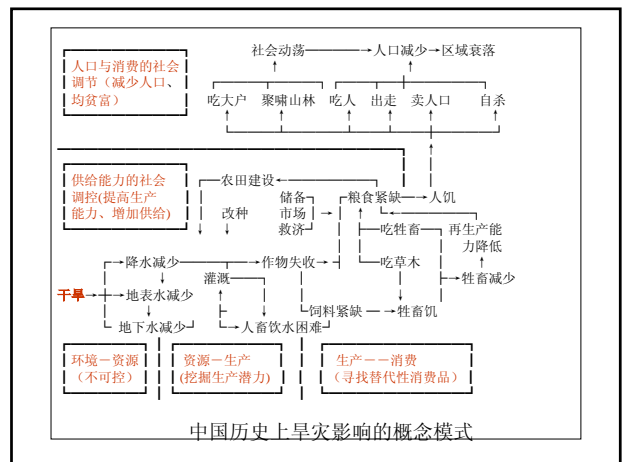 社会动荡 人口减少 区域衰落
人口与消费的社会
调节（减少人口、
均贫富）
吃大户 聚啸山林 吃人 出走 卖人口 自杀
供给能力的社会
调控(提高生产
能力、增加供给)
农田建设
改种
储备
市场
救济
粮食紧缺 人饥
吃牲畜
再生产能
力降低
吃草木
牲畜减少
降水减少 作物失收
灌溉
干旱 地表水减少
饲料紧缺 牲畜饥
地下水减少 人畜饮水困难
环境－资源
（不可控）
资源－生产
(挖掘生产潜力)
生产－－消费
（寻找替代性消费品）
中国历史上旱灾影响的概念模式